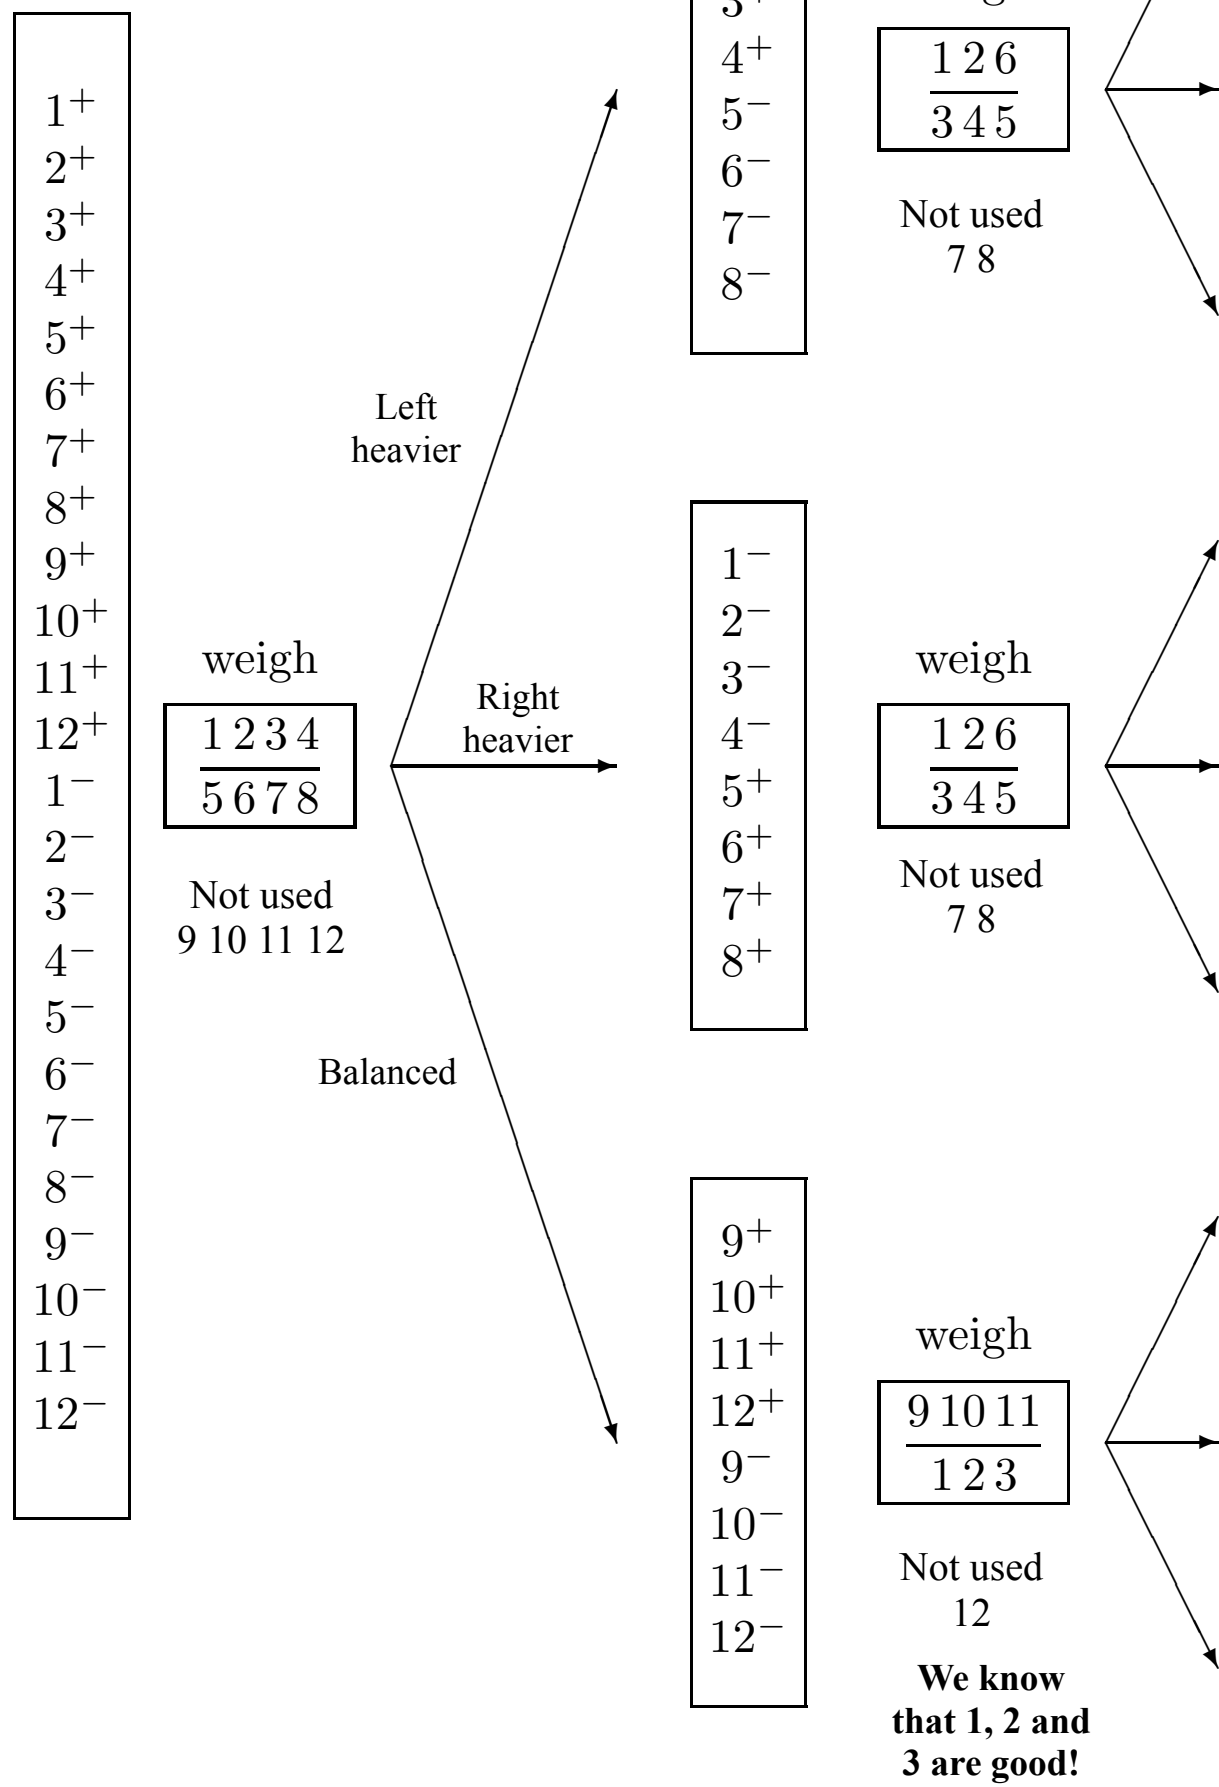 1⁺
2⁺
3⁺
4⁺
5⁺
6⁺
7⁺
8⁺
9⁺
10⁺
11⁺
12⁺
1⁻
2⁻
3⁻
4⁻
5⁻
6⁻
7⁻
8⁻
9⁻
10⁻
11⁻
12⁻
weigh
1 2 3 4
5 6 7 8
Not used
9 10 11 12
Left
heavier
Right
heavier
Balanced
3⁺
4⁺
5⁻
6⁻
7⁻
8⁻
weigh
1 2 6
3 4 5
Not used
7 8
1⁻
2⁻
3⁻
4⁻
5⁺
6⁺
7⁺
8⁺
weigh
1 2 6
3 4 5
Not used
7 8
9⁺
10⁺
11⁺
12⁺
9⁻
10⁻
11⁻
12⁻
weigh
9 10 11
1 2 3
Not used
12
We know
that 1, 2 and
3 are good!